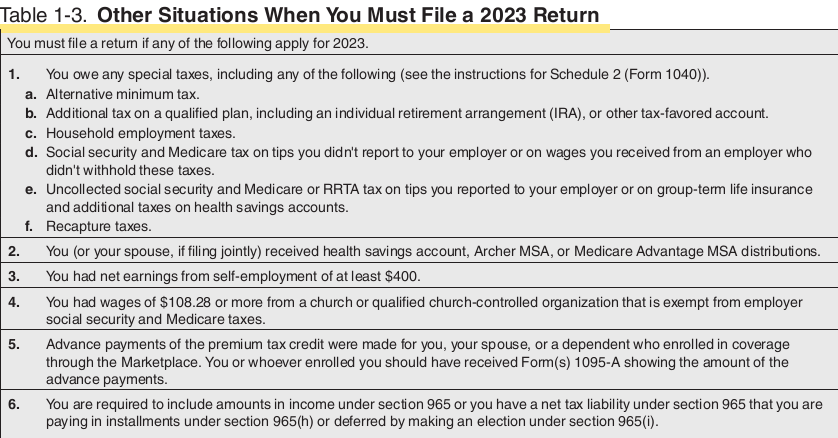 Table 1-3. Other Situations When You Must File a 2023 Return
You must file a return if any of the following apply for 2023.
1. You owe any special taxes, including any of the following (see the instructions for Schedule 2 (Form 1040)).
a. Alternative minimum tax.
b. Additional tax on a qualified plan, including an individual retirement arrangement (IRA), or other tax-favored account.
c. Household employment taxes.
d. Social security and Medicare tax on tips you didn't report to your employer or on wages you received from an employer who
didn't withhold these taxes.
e. Uncollected social security and Medicare or RRTA tax on tips you reported to your employer or on group-term life insurance
and additional taxes on health savings accounts.
f. Recapture taxes.
2. You (or your spouse, if filing jointly) received health savings account, Archer MSA, or Medicare Advantage MSA distributions.
3. You had net earnings from self-employment of at least $400.
4. You had wages of $108.28 or more from a church or qualified church-controlled organization that is exempt from employer
social security and Medicare taxes.
5. Advance payments of the premium tax credit were made for you, your spouse, or a dependent who enrolled in coverage
through the Marketplace. You or whoever enrolled you should have received Form(s) 1095-A showing the amount of the
advance payments.
6. You are required to include amounts in income under section 965 or you have a net tax liability under section 965 that you are
paying in installments under section 965(h) or deferred by making an election under section 965(i).